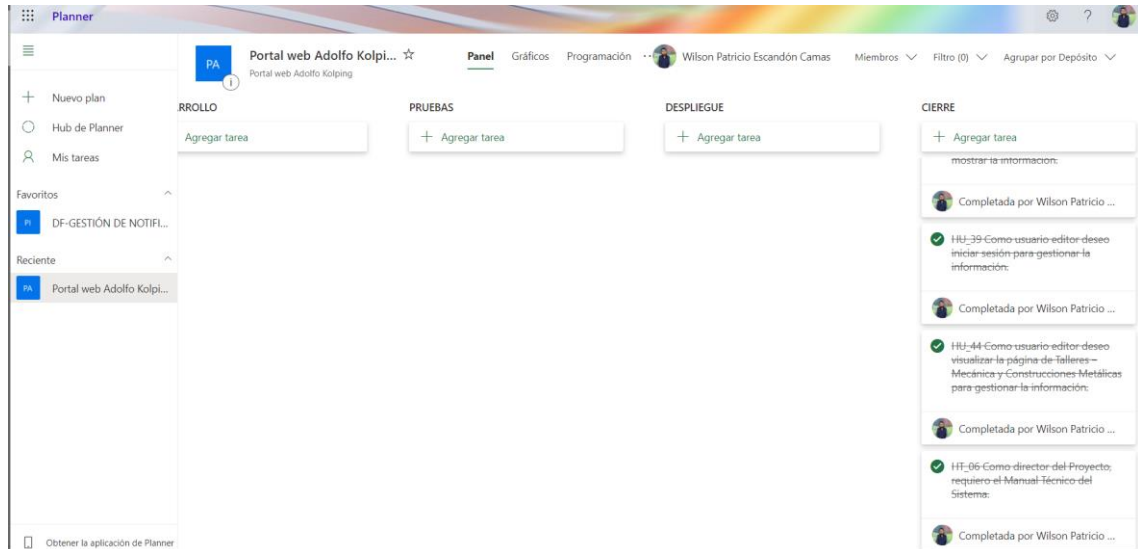 Planner
Nuevo plan
Hub de Planner
Mis tareas
Favoritos
PI DF-GESTIÓN DE NOTIFI...
Reciente
PA Portal web Adolfo Kolpi...
Obtener la aplicación de Planner
PA
Portal web Adolfo Kolpi...
Portal web Adolfo Kolping
Panel Gráficos Programación ··· Wilson Patricio Escandón Camas Miembros Filtro (0) Agrupar por Depósito
RROLLO
Agregar tarea
PRUEBAS
+ Agregar tarea
DESPLIEGUE
+ Agregar tarea
CIERRE
+ Agregar tarea
mostrar la información.
Completada por Wilson Patricio ...
HU_39 Como usuario editor deseo
iniciar sesión para gestionar la
información.
Completada por Wilson Patricio ...
HU_44 Como usuario editor deseo
visualizar la página de Talleres –
Mecánica y Construcciones Metálicas
para gestionar la información.
Completada por Wilson Patricio ...
HT_06 Como director del Proyecto,
requiero el Manual Técnico del
Sistema.
Completada por Wilson Patricio ...